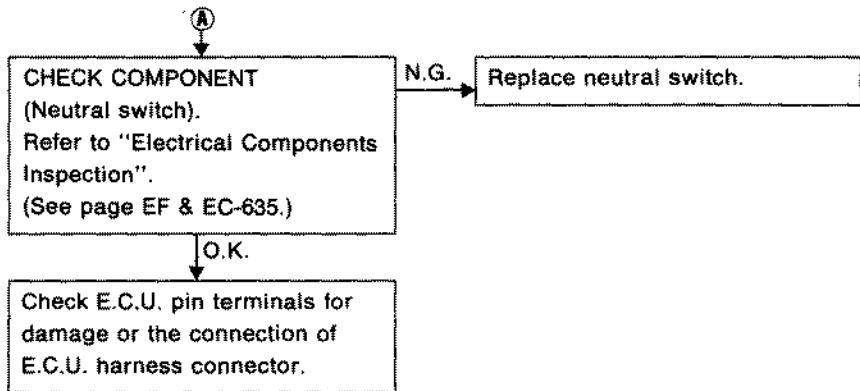 A
CHECK COMPONENT
(Neutral switch).
Refer to "Electrical Components
Inspection".
(See page EF & EC-635.)
N.G.
Replace neutral switch.
O.K.
Check E.C.U. pin terminals for
damage or the connection of
E.C.U. harness connector.